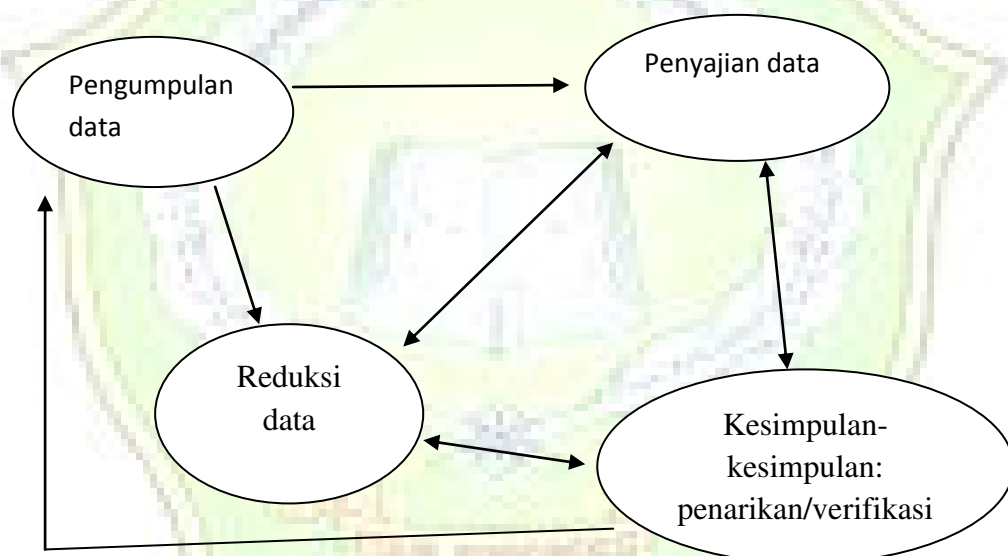 Pengumpulan
data
Penyajian data
Reduksi
data
Kesimpulan-
kesimpulan:
penarikan/verifikasi